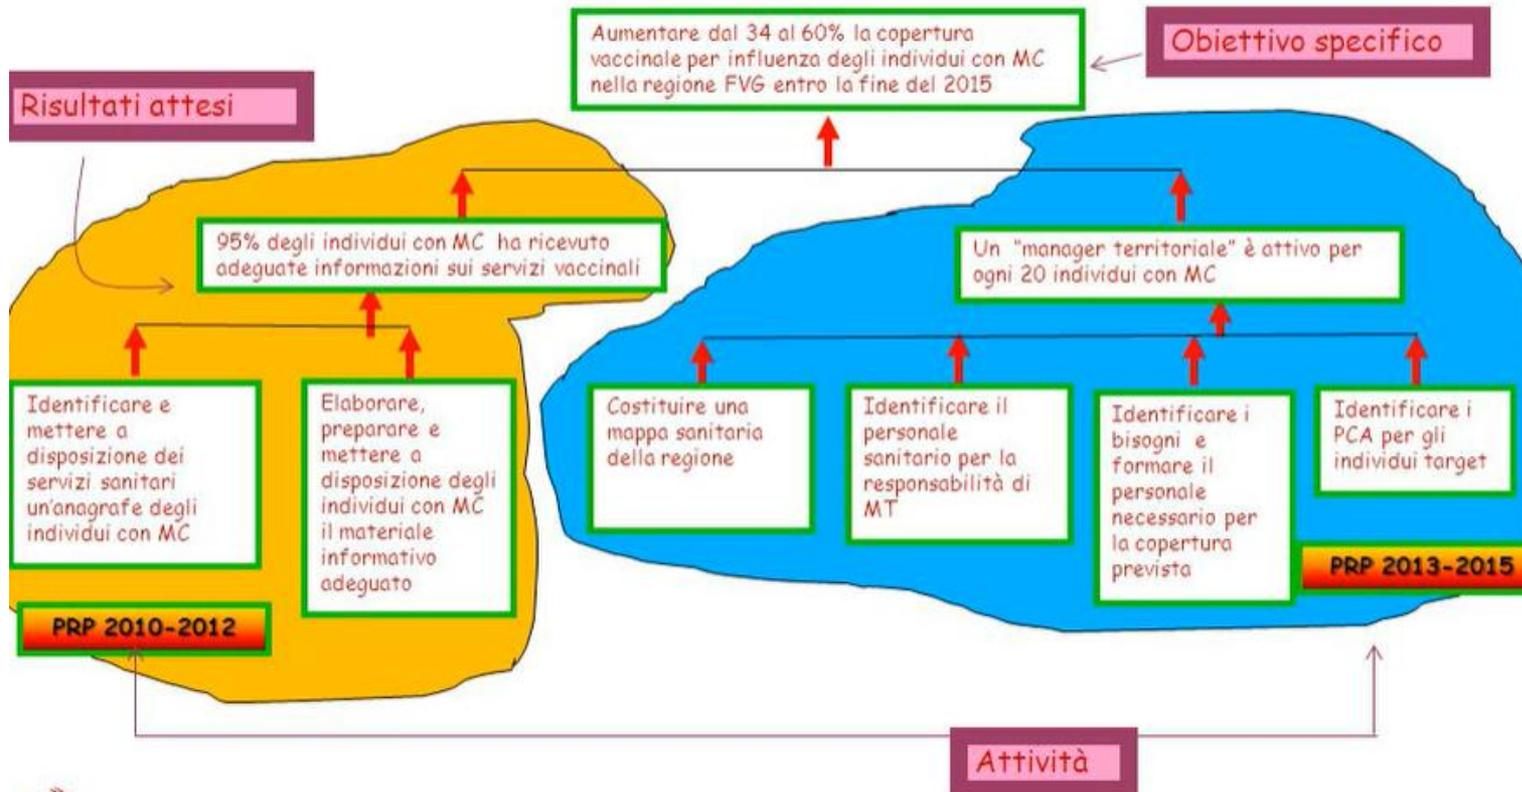 Aumentare dal 34 al 60% la copertura
vaccinale per influenza degli individui con MC
nella regione FVG entro la fine del 2015
Obiettivo specifico
Risultati attesi
95% degli individui con MC ha ricevuto
adeguate informazioni sui servizi vaccinali
Un "manager territoriale" è attivo per
ogni 20 individui con MC
Identificare e
mettere a
disposizione dei
servizi sanitari
un'anagrafe degli
individui con MC
Elaborare,
preparare e
mettere a
disposizione degli
individui con MC
il materiale
informativo
adeguato
Costituire una
mappa sanitaria
della regione
Identificare il
personale
sanitario per la
responsabilità di
MT
Identificare i
bisogni e
formare il
personale
necessario per
la copertura
prevista
Identificare i
PCA per gli
individui target
PRP 2010-2012
PRP 2013-2015
Attività